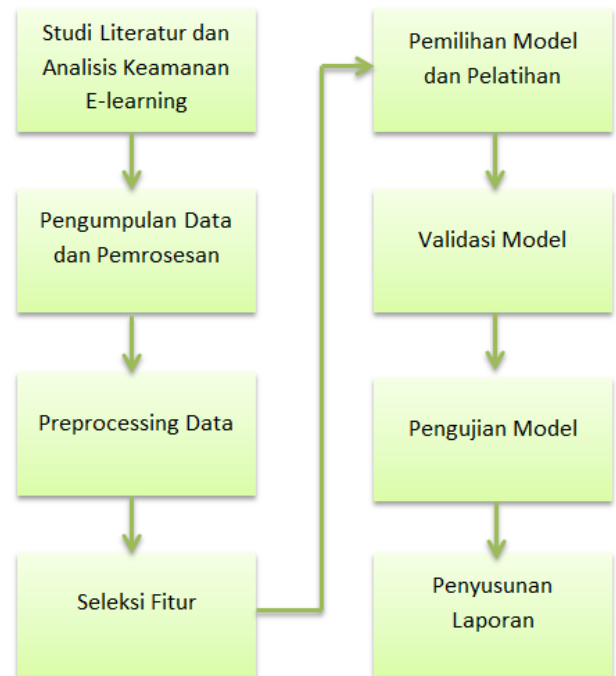 Studi Literatur dan
Analisis Keamanan
E-learning
Pengumpulan Data
dan Pemrosesan
Preprocessing Data
Seleksi Fitur
Pemilihan Model
dan Pelatihan
Validasi Model
Pengujian Model
Penyusunan
Laporan